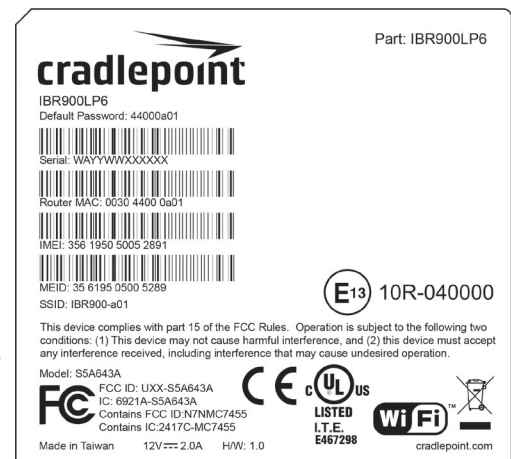 Part: IBR900LP6
cradlepoint
IBR900LP6
Default Password: 44000a01
Serial: WAYYWWXXXXXX
Router MAC: 0030 4400 0a01
IMEI: 356 1950 5005 2891
MEID: 35 6195 0500 5289
SSID: IBR900-a01
E13 10R-040000
This device complies with part 15 of the FCC Rules. Operation is subject to the following two
conditions: (1) This device may not cause harmful interference, and (2) this device must accept
any interference received, including interference that may cause undesired operation.
Model: S5A643A
FC
FCC ID: UXX-S5A643A
IC: 6921A-S5A643A
Contains FCC ID:N7NMC7455
Contains IC:2417C-MC7455
CE
c UL US
LISTED
I.T.E.
E467298
Wi Fi™
Made in Taiwan 12V 2.0A H/W: 1.0
cradlepoint.com